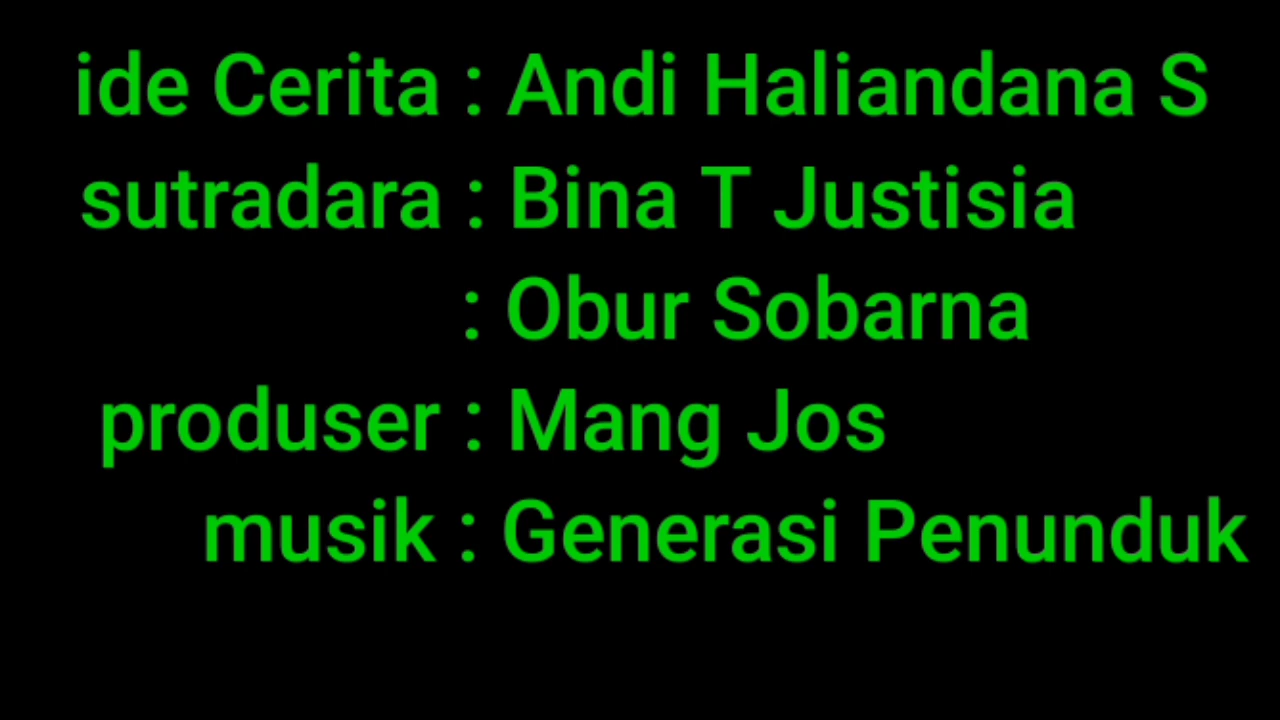 ide Cerita : Andi Haliandana S
sutradara : Bina T Justisia
: Obur Sobarna
produser : Mang Jos
musik : Generasi Penunduk